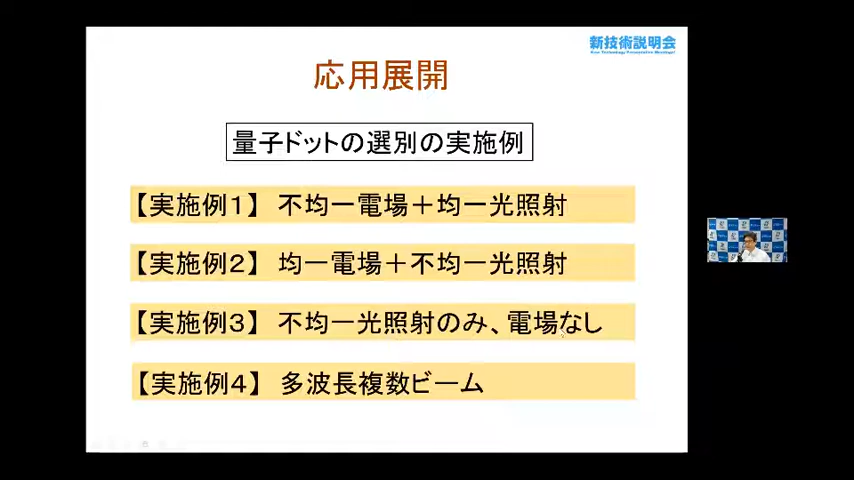 新技術説明会
New Technology Presentation Meetings!
応用展開
量子ドットの選別の実施例
【実施例１】 不均一電場＋均一光照射
【実施例２】 均一電場＋不均一光照射
【実施例３】 不均一光照射のみ、電場なし
【実施例４】 多波長複数ビーム